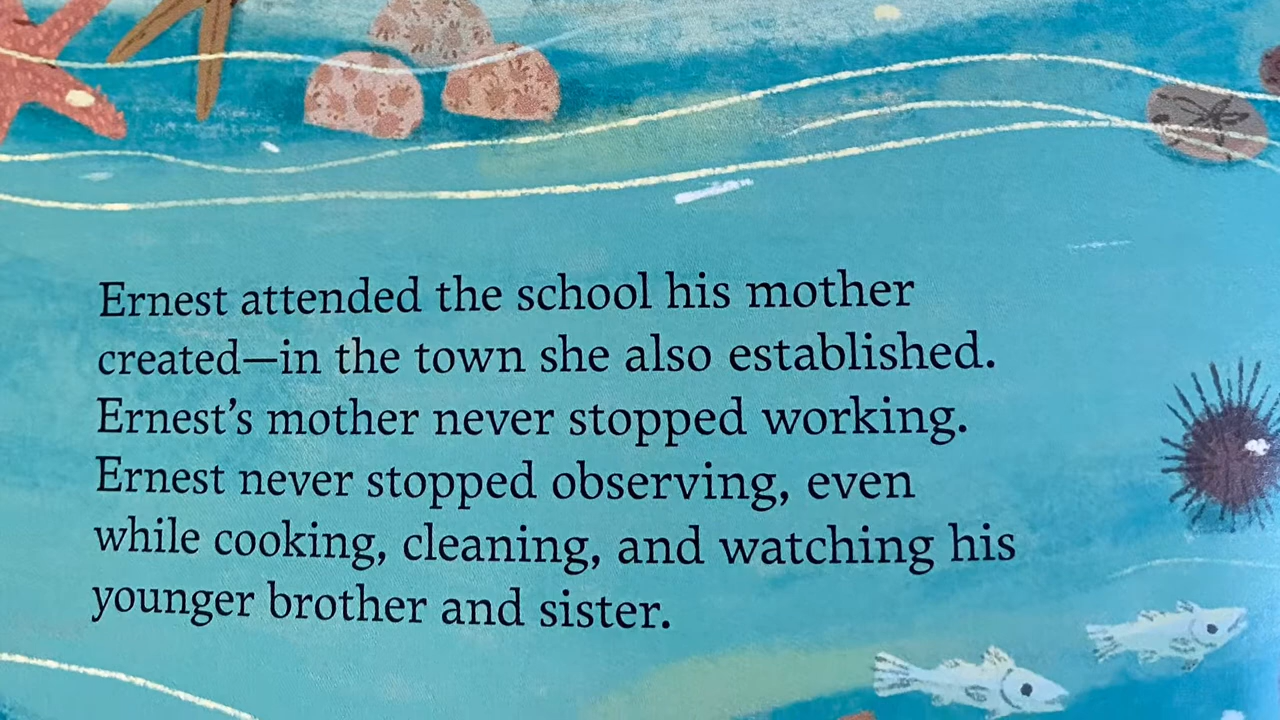 Ernest attended the school his mother
created—in the town she also established.
Ernest’s mother never stopped working.
Ernest never stopped observing, even
while cooking, cleaning, and watching his
younger brother and sister.